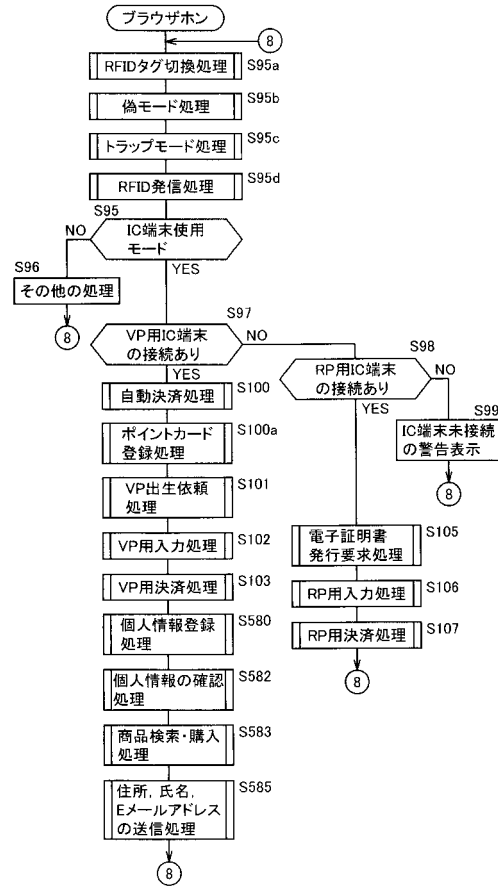 ブラウザホン
8
RFIDタグ切換処理
S95a
偽モード処理
S95b
トラップモード処理
S95c
RFID発信処理
S95d
S95
IC端末使用
モード
NO
YES
S96
その他の処理
8
S97
VP用IC端末
の接続あり
NO
YES
S98
RP用IC端末
の接続あり
NO
YES
S99
IC端末未接続
の警告表示
8
自動決済処理
S100
ポイントカード
登録処理
S100a
VP出生依頼
処理
S101
VP用入力処理
S102
VP用決済処理
S103
個人情報登録
処理
S580
個人情報の確認
処理
S582
商品検索・購入
処理
S583
住所,氏名,
Eメールアドレス
の送信処理
S585
8
電子証明書
発行要求処理
S105
RP用入力処理
S106
RP用決済処理
S107
8